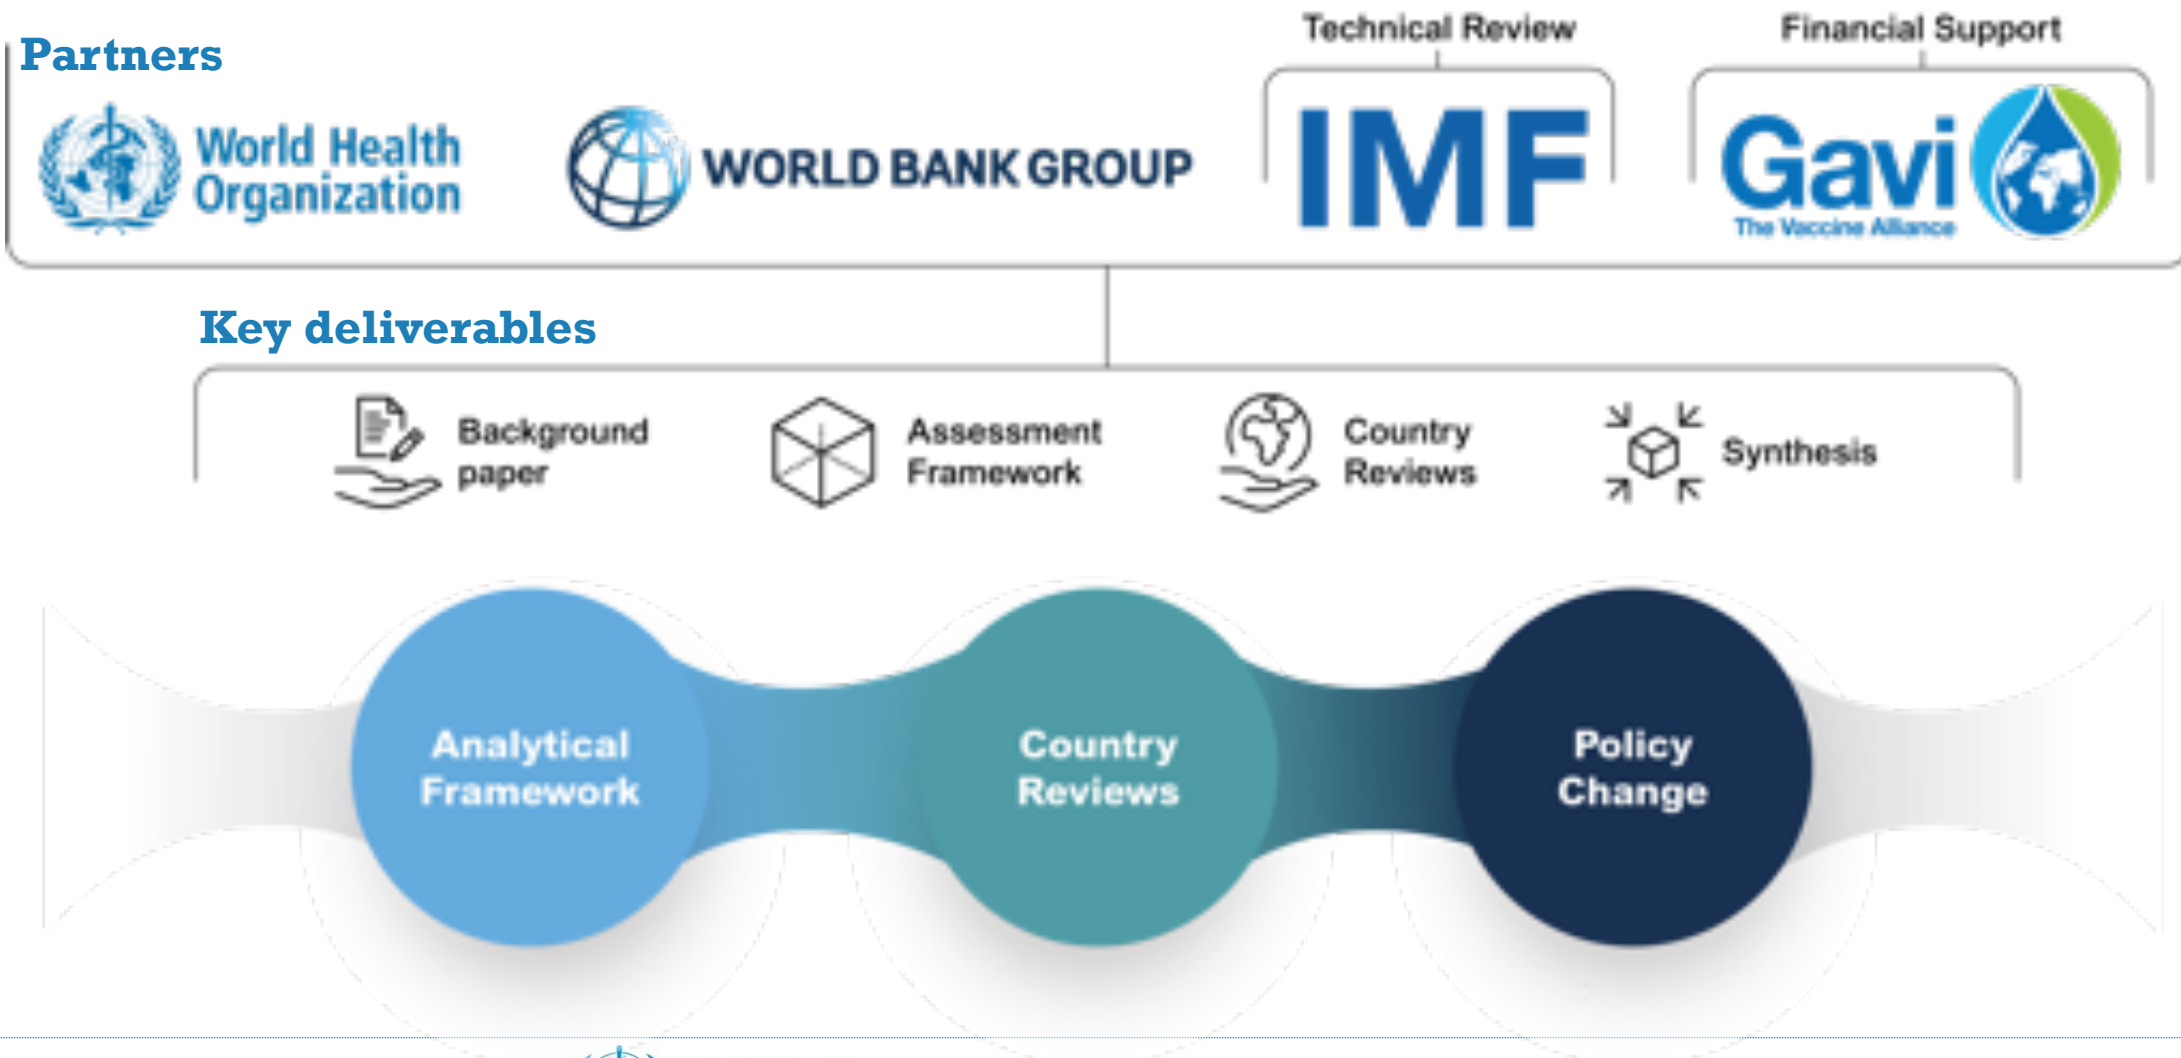 Partners
Technical Review
Financial Support
World Health
Organization
WORLD BANK GROUP
IMF
Gavi
The Vaccine Alliance
Key deliverables
Background
paper
Assessment
Framework
Country
Reviews
Synthesis
Analytical
Framework
Country
Reviews
Policy
Change